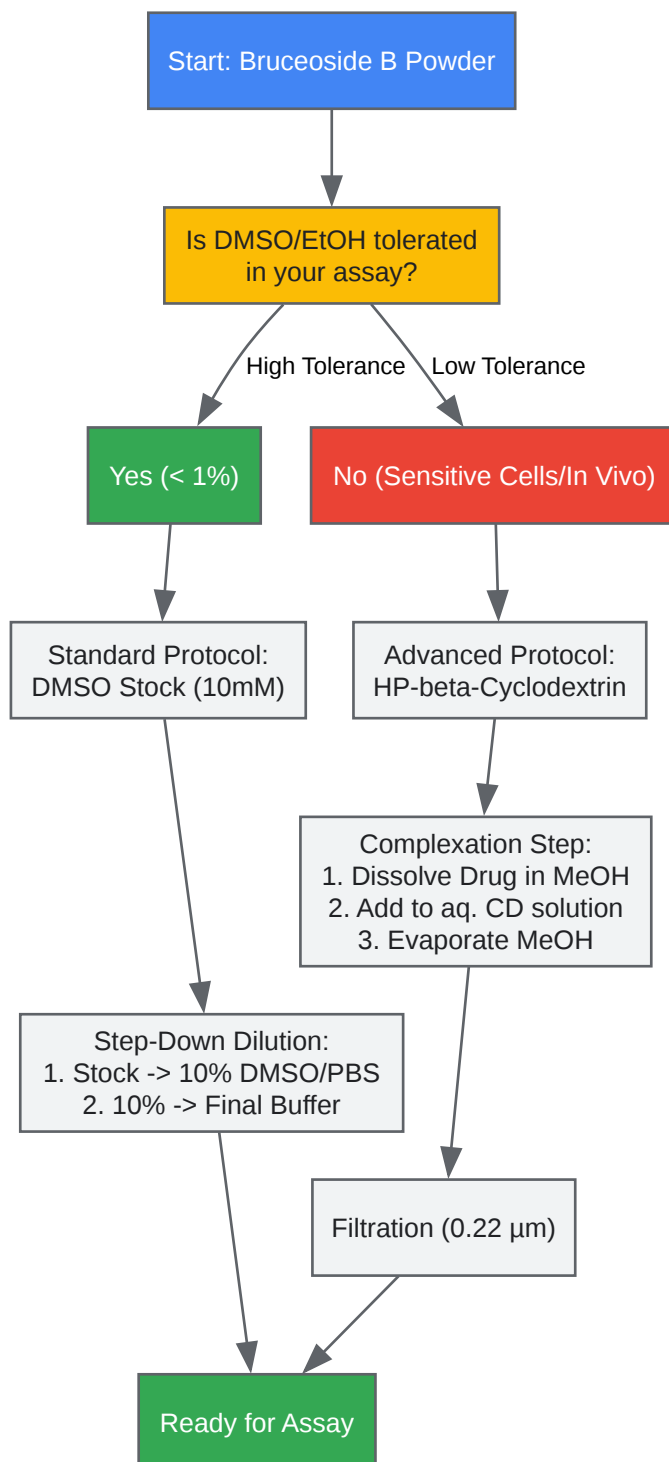 Start: Bruceoside B Powder
Is DMSO/EtOH tolerated
in your assay?
High Tolerance
Low Tolerance
Yes (< 1%)
No (Sensitive Cells/In Vivo)
Standard Protocol:
DMSO Stock (10mM)
Advanced Protocol:
HP-beta-Cyclodextrin
Complexation Step:
1. Dissolve Drug in MeOH
2. Add to aq. CD solution
3. Evaporate MeOH
Step-Down Dilution:
1. Stock -> 10% DMSO/PBS
2. 10% -> Final Buffer
Filtration (0.22 µm)
Ready for Assay